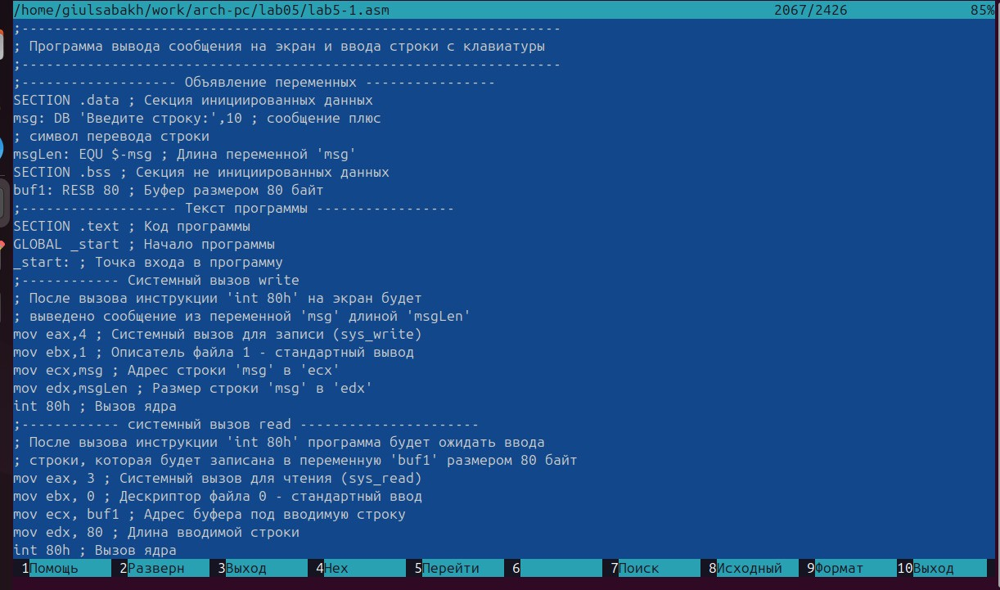 /home/giulsabakh/work/arch-pc/lab05/lab5-1.asm 2067/2426 85%
;------------------------------------------------------------------
; Программа вывода сообщения на экран и ввода строки с клавиатуры
;------------------------------------------------------------------
;------------------- Объявление переменных ----------------
SECTION .data ; Секция инициированных данных
msg: DB 'Введите строку:',10 ; сообщение плюс
; символ перевода строки
msgLen: EQU $-msg ; Длина переменной 'msg'
SECTION .bss ; Секция не инициированных данных
buf1: RESB 80 ; Буфер размером 80 байт
;------------------- Текст программы -----------------
SECTION .text ; Код программы
GLOBAL _start ; Начало программы
_start: ; Точка входа в программу
;------------ Системный вызов write
; После вызова инструкции 'int 80h' на экран будет
; выведено сообщение из переменной 'msg' длиной 'msgLen'
mov eax,4 ; Системный вызов для записи (sys_write)
mov ebx,1 ; Описатель файла 1 - стандартный вывод
mov ecx,msg ; Адрес строки 'msg' в 'ecx'
mov edx,msgLen ; Размер строки 'msg' в 'edx'
int 80h ; Вызов ядра
;------------ системный вызов read ----------------------
; После вызова инструкции 'int 80h' программа будет ожидать ввода
; строки, которая будет записана в переменную 'buf1' размером 80 байт
mov eax, 3 ; Системный вызов для чтения (sys_read)
mov ebx, 0 ; Дескриптор файла 0 - стандартный ввод
mov ecx, buf1 ; Адрес буфера под вводимую строку
mov edx, 80 ; Длина вводимой строки
int 80h ; Вызов ядра
1Помощь 2Разверн 3Выход 4Hex 5Перейти 6 7Поиск 8Исходный 9Формат 10Выход